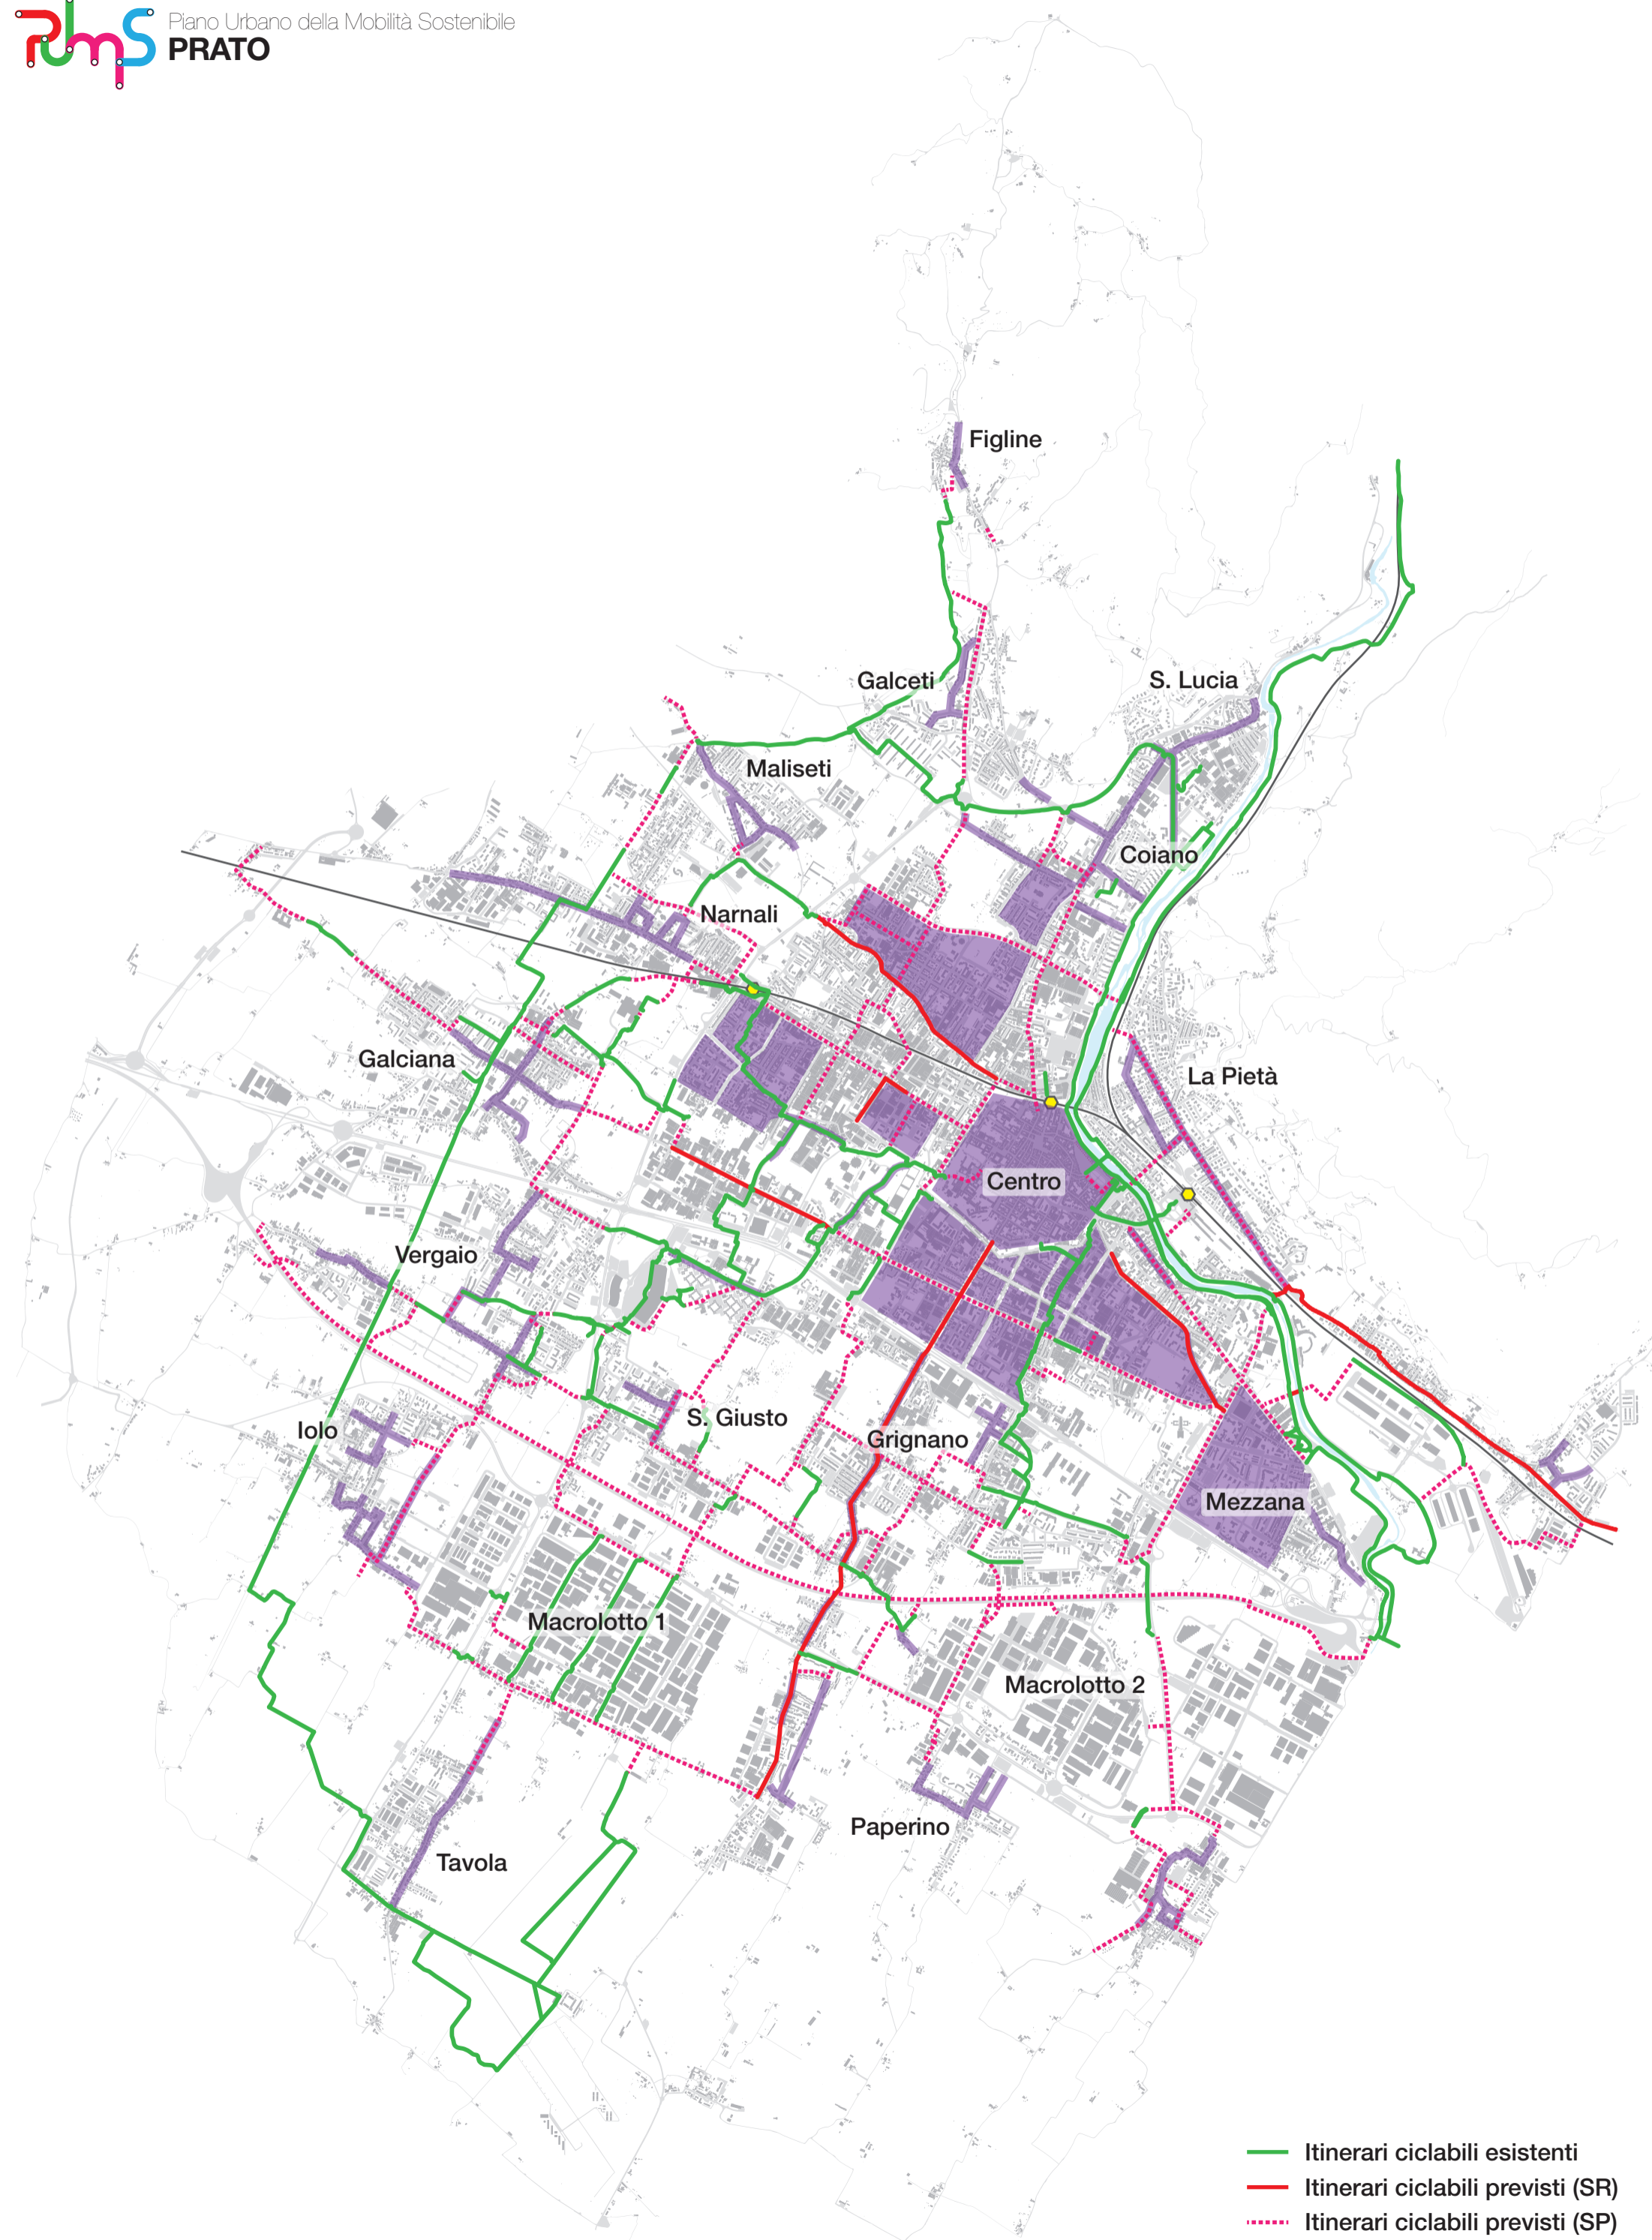 pums
Piano Urbano della Mobilità Sostenibile
PRATO
Figline
Galceti
S. Lucia
Maliseti
Coiano
Narnali
Galciana
La Pietà
Centro
Vergaio
S. Giusto
Iolo
Grignano
Mezzana
Macrolotto 1
Macrolotto 2
Paperino
Tavola
Itinerari ciclabili esistenti
Itinerari ciclabili previsti (SR)
Itinerari ciclabili previsti (SP)